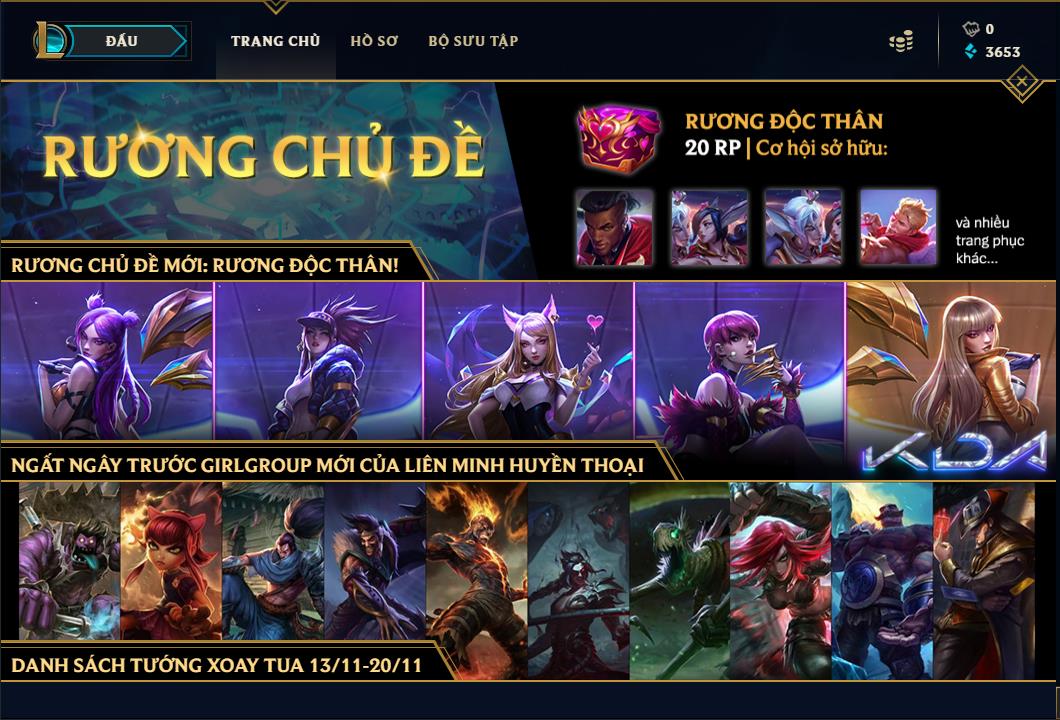 ĐẤU
TRANG CHỦ
HỒ SƠ
BỘ SƯU TẬP
0
3653
RƯƠNG CHỦ ĐỀ
RƯƠNG ĐỘC THÂN
20 RP | Cơ hội sở hữu:
và nhiều
trang phục
khác...
RƯƠNG CHỦ ĐỀ MỚI: RƯƠNG ĐỘC THÂN!
KDA
NGẤT NGÂY TRƯỚC GIRLGROUP MỚI CỦA LIÊN MINH HUYỀN THOẠI
DANH SÁCH TƯỚNG XOAY TUA 13/11-20/11